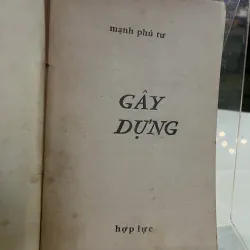 mạnh phú tư
GÂY
DỰNG
hợp lực